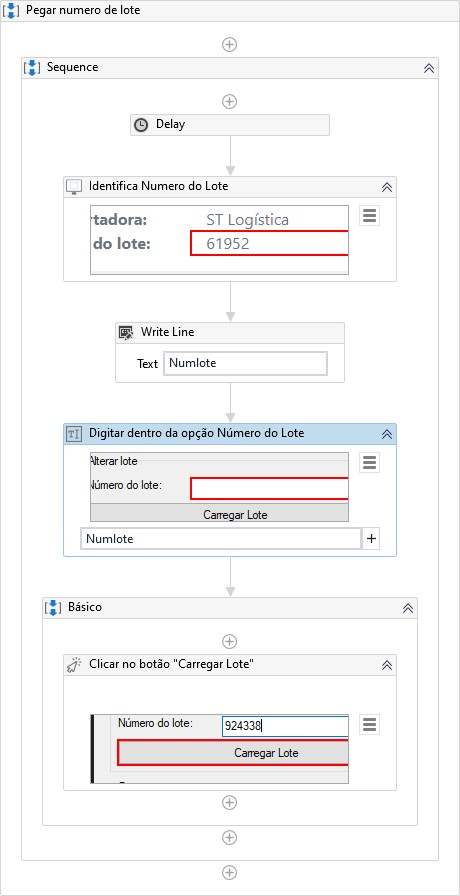 Pegar numero de lote
Sequence
Delay
Identifica Numero do Lote
rtadora: ST Logística
do lote: 61952
Write Line
Text Numlote
Digitar dentro da opção Número do Lote
Alterar lote
Número do lote:
Carregar Lote
Numlote
Básico
Clicar no botão "Carregar Lote"
Número do lote: 924338
Carregar Lote